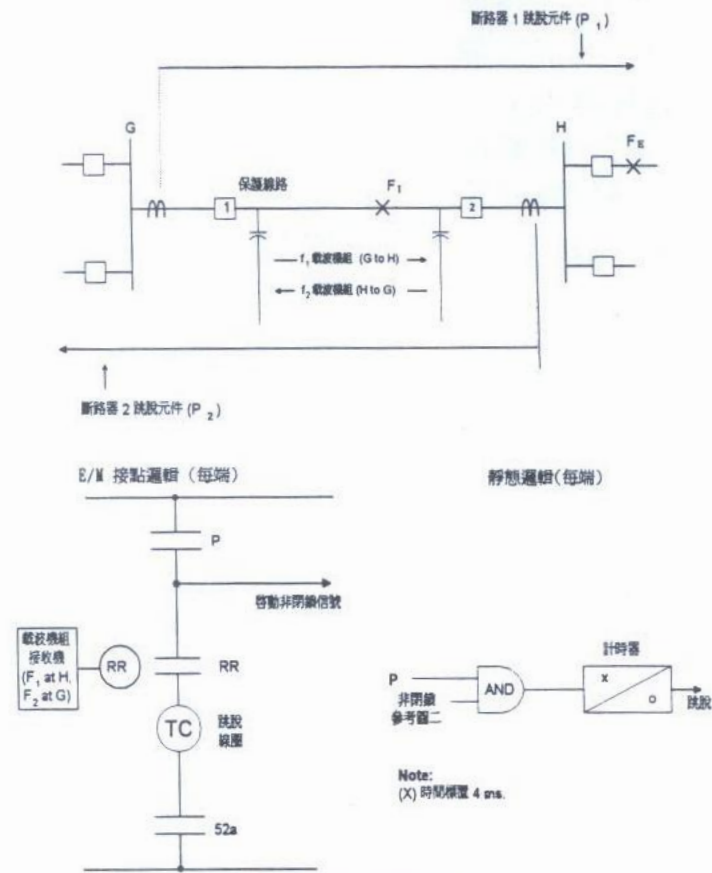 斷路器 1 跳脫元件 (P 1)
G
H
F E
保護線路
F I
1
2
f1 載波機組 (G to H)
f2 載波機組 (H to G)
斷路器 2 跳脫元件 (P 2)
E/M 接點邏輯 (每端)
靜態邏輯(每端)
P
啓動非閉鎖信號
載波機組
接收機
(F1 at H,
F2 at G)
RR
RR
TC
跳脫
線圈
52a
計時器
P
非閉鎖
參考圖二
AND
x
o
跳脫
Note:
(X) 時間標置 4 ms.